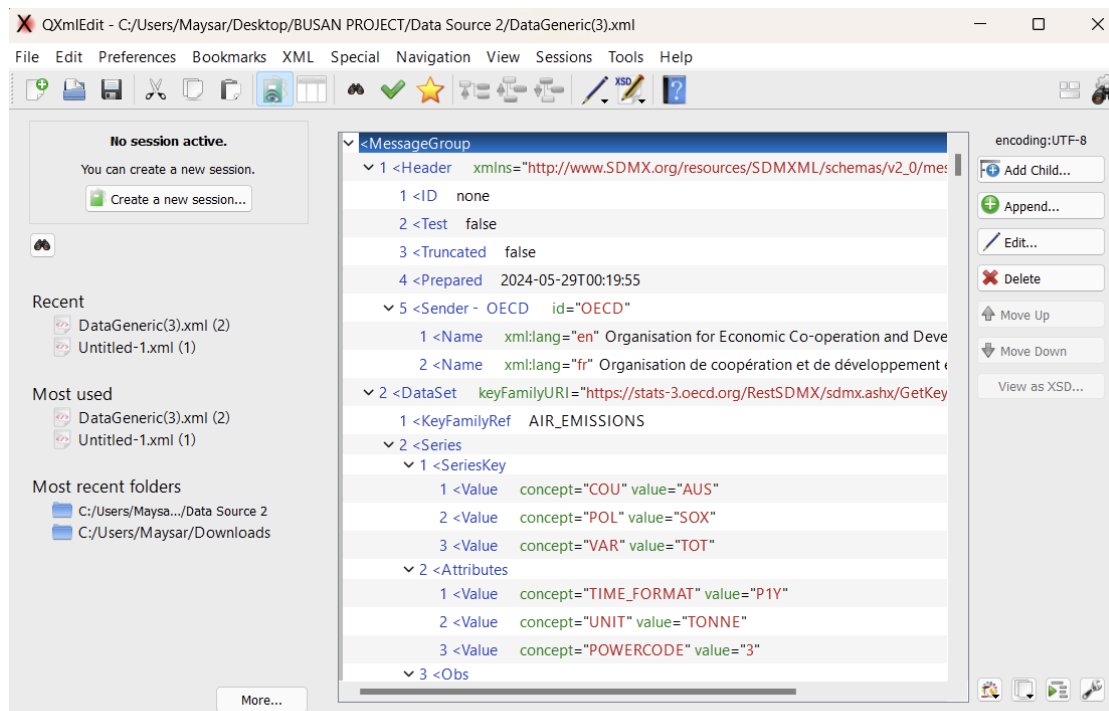 QXmlEdit - C:/Users/Maysar/Desktop/BUSAN PROJECT/Data Source 2/DataGeneric(3).xml
File Edit Preferences Bookmarks XML Special Navigation View Sessions Tools Help
XSD
No session active.
You can create a new session.
Create a new session...
Recent
DataGeneric(3).xml (2)
Untitled-1.xml (1)
Most used
DataGeneric(3).xml (2)
Untitled-1.xml (1)
Most recent folders
C:/Users/Maysa.../Data Source 2
C:/Users/Maysar/Downloads
More...
<MessageGroup
1 <Header xmlns="http://www.SDMX.org/resources/SDMXML/schemas/v2_0/mes
1 <ID none
2 <Test false
3 <Truncated false
4 <Prepared 2024-05-29T00:19:55
5 <Sender - OECD id="OECD"
1 <Name xml:lang="en" Organisation for Economic Co-operation and Deve
2 <Name xml:lang="fr" Organisation de coopération et de développement
2 <DataSet keyFamilyURI="https://stats-3.oecd.org/RestSDMX/sdmx.ashx/GetKey
1 <KeyFamilyRef AIR_EMISSIONS
2 <Series
1 <SeriesKey
1 <Value concept="COU" value="AUS"
2 <Value concept="POL" value="SOX"
3 <Value concept="VAR" value="TOT"
2 <Attributes
1 <Value concept="TIME_FORMAT" value="P1Y"
2 <Value concept="UNIT" value="TONNE"
3 <Value concept="POWERCODE" value="3"
3 <Obs
encoding:UTF-8
Add Child...
Append...
Edit...
Delete
Move Up
Move Down
View as XSD...